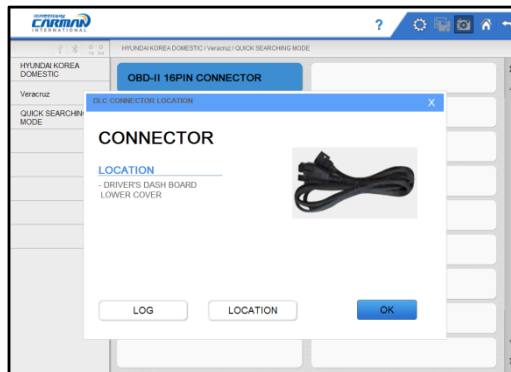 CARMAN
INTERNATIONAL
?
HYUNDAI KOREA DOMESTIC / Veracruz / QUICK SEARCHING MODE
HYUNDAI KOREA
DOMESTIC
OBD-II 16PIN CONNECTOR
Veracruz
DLC CONNECTOR LOCATION
X
QUICK SEARCHIN
MODE
CONNECTOR
LOCATION
- DRIVER'S DASH BOARD
LOWER COVER
LOG
LOCATION
OK